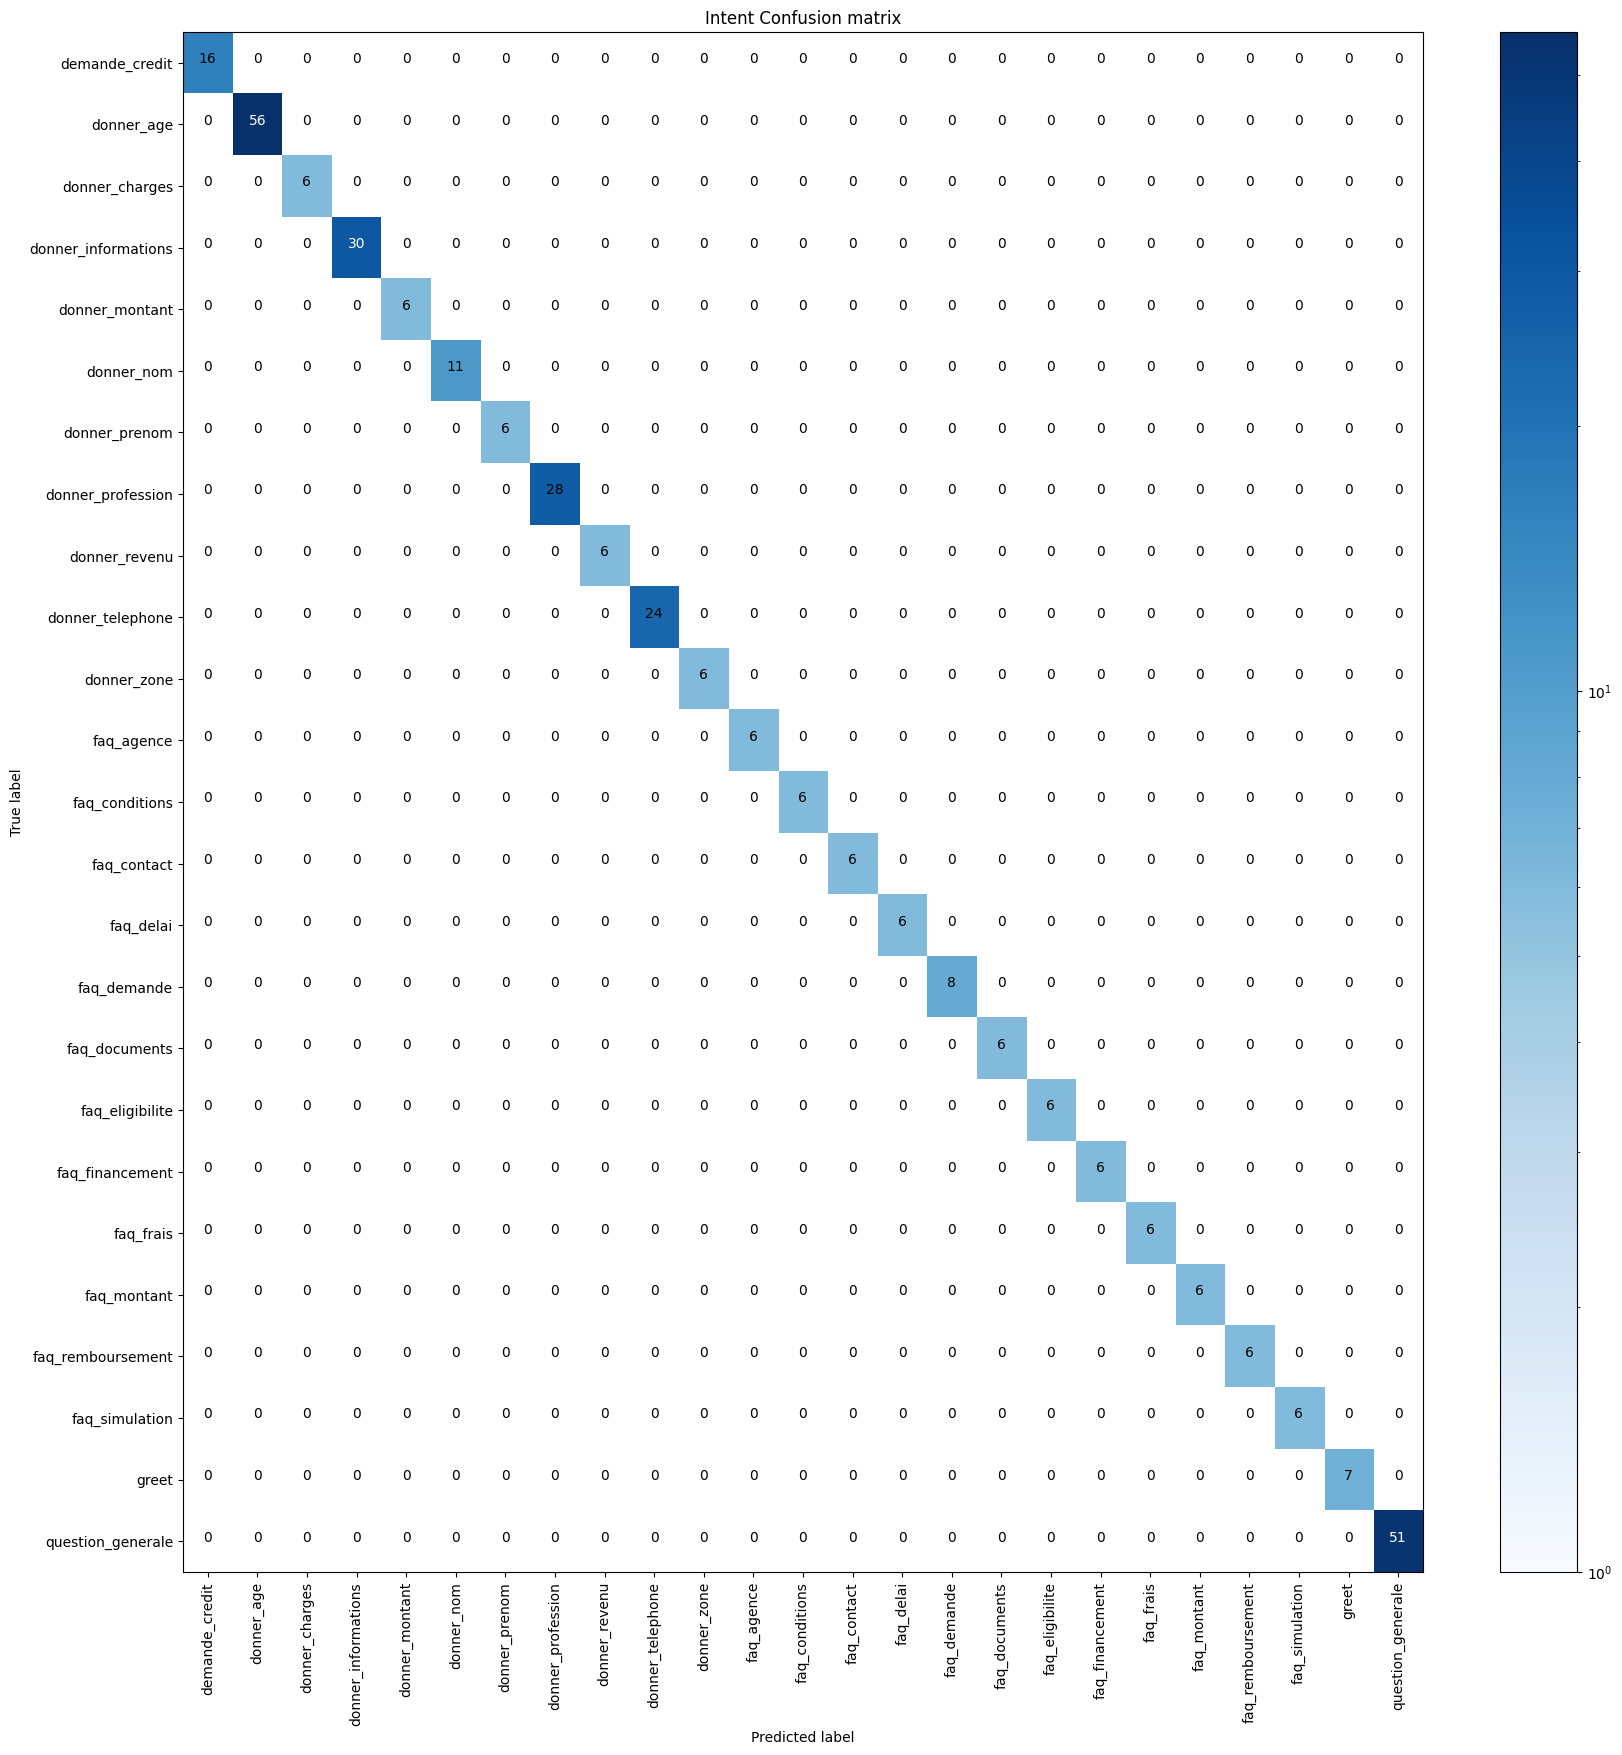 Intent Confusion matrix
demande_credit 16 0 0 0 0 0 0 0 0 0 0 0 0 0 0 0 0 0 0 0 0 0 0 0 0
donner_age 0 56 0 0 0 0 0 0 0 0 0 0 0 0 0 0 0 0 0 0 0 0 0 0 0
donner_charges 0 0 6 0 0 0 0 0 0 0 0 0 0 0 0 0 0 0 0 0 0 0 0 0 0
donner_informations 0 0 0 30 0 0 0 0 0 0 0 0 0 0 0 0 0 0 0 0 0 0 0 0 0
donner_montant 0 0 0 0 6 0 0 0 0 0 0 0 0 0 0 0 0 0 0 0 0 0 0 0 0
donner_nom 0 0 0 0 0 11 0 0 0 0 0 0 0 0 0 0 0 0 0 0 0 0 0 0 0
donner_prenom 0 0 0 0 0 0 6 0 0 0 0 0 0 0 0 0 0 0 0 0 0 0 0 0 0
donner_profession 0 0 0 0 0 0 0 28 0 0 0 0 0 0 0 0 0 0 0 0 0 0 0 0 0
donner_revenu 0 0 0 0 0 0 0 0 6 0 0 0 0 0 0 0 0 0 0 0 0 0 0 0 0
donner_telephone 0 0 0 0 0 0 0 0 0 24 0 0 0 0 0 0 0 0 0 0 0 0 0 0 0
donner_zone 0 0 0 0 0 0 0 0 0 0 6 0 0 0 0 0 0 0 0 0 0 0 0 0 0
faq_agence 0 0 0 0 0 0 0 0 0 0 0 6 0 0 0 0 0 0 0 0 0 0 0 0 0
faq_conditions 0 0 0 0 0 0 0 0 0 0 0 0 6 0 0 0 0 0 0 0 0 0 0 0 0
faq_contact 0 0 0 0 0 0 0 0 0 0 0 0 0 6 0 0 0 0 0 0 0 0 0 0 0
faq_delai 0 0 0 0 0 0 0 0 0 0 0 0 0 0 6 0 0 0 0 0 0 0 0 0 0
faq_demande 0 0 0 0 0 0 0 0 0 0 0 0 0 0 0 8 0 0 0 0 0 0 0 0 0
faq_documents 0 0 0 0 0 0 0 0 0 0 0 0 0 0 0 0 6 0 0 0 0 0 0 0 0
faq_eligibilite 0 0 0 0 0 0 0 0 0 0 0 0 0 0 0 0 0 6 0 0 0 0 0 0 0
faq_financement 0 0 0 0 0 0 0 0 0 0 0 0 0 0 0 0 0 0 6 0 0 0 0 0 0
faq_frais 0 0 0 0 0 0 0 0 0 0 0 0 0 0 0 0 0 0 0 6 0 0 0 0 0
faq_montant 0 0 0 0 0 0 0 0 0 0 0 0 0 0 0 0 0 0 0 0 6 0 0 0 0
faq_remboursement 0 0 0 0 0 0 0 0 0 0 0 0 0 0 0 0 0 0 0 0 0 6 0 0 0
faq_simulation 0 0 0 0 0 0 0 0 0 0 0 0 0 0 0 0 0 0 0 0 0 0 6 0 0
greet 0 0 0 0 0 0 0 0 0 0 0 0 0 0 0 0 0 0 0 0 0 0 0 7 0
question_generale 0 0 0 0 0 0 0 0 0 0 0 0 0 0 0 0 0 0 0 0 0 0 0 0 51
True label
demande_credit
donner_age
donner_charges
donner_informations
donner_montant
donner_nom
donner_prenom
donner_profession
donner_revenu
donner_telephone
donner_zone
faq_agence
faq_conditions
faq_contact
faq_delai
faq_demande
faq_documents
faq_eligibilite
faq_financement
faq_frais
faq_montant
faq_remboursement
faq_simulation
greet
question_generale
Predicted label
10¹
10⁰